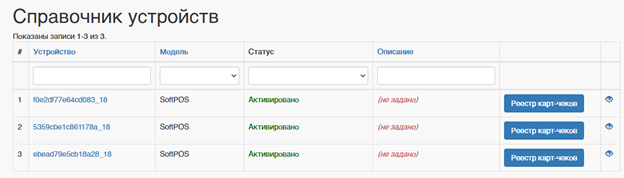 Справочник устройств
Показаны записи 1-3 из 3.
# Устройство Модель Статус Описание
1 f0e2df77e64cd083_18 SoftPOS Активировано (не задано) Реестр карт-чеков
2 5359cbe1c861178a_18 SoftPOS Активировано (не задано) Реестр карт-чеков
3 ebead79e5cb18a28_18 SoftPOS Активировано (не задано) Реестр карт-чеков